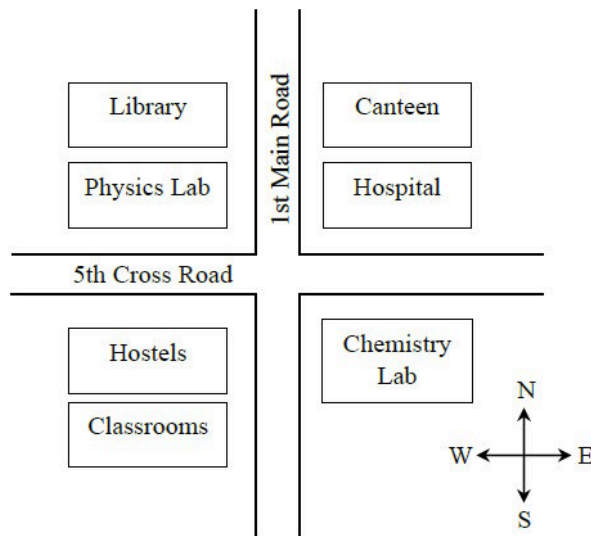 Library
Canteen
1st Main Road
Physics Lab
Hospital
5th Cross Road
Hostels
Chemistry
Lab
Classrooms
N
W
E
S